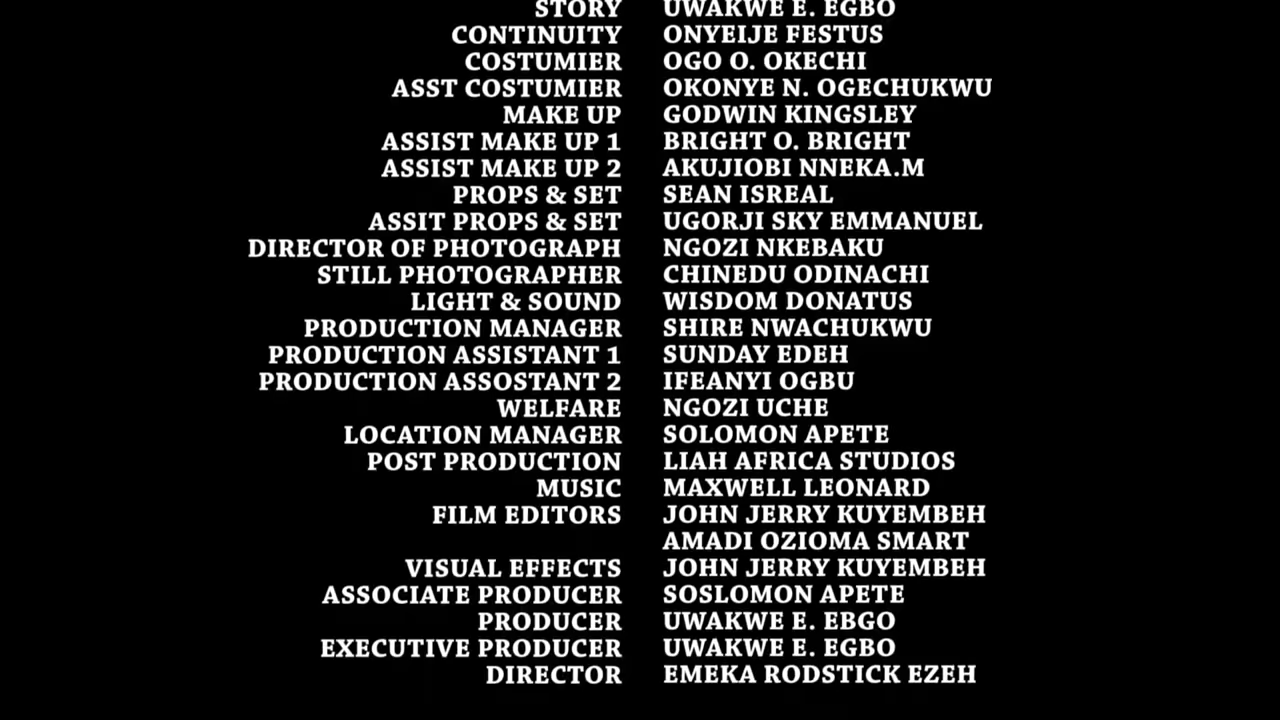 STORY UWAKWE E. EGBO
CONTINUITY ONYEIJE FESTUS
COSTUMIER OGO O. OKECHI
ASST COSTUMIER OKONYE N. OGECHUKWU
MAKE UP GODWIN KINGSLEY
ASSIST MAKE UP 1 BRIGHT O. BRIGHT
ASSIST MAKE UP 2 AKUJIOBI NNEKA.M
PROPS & SET SEAN ISREAL
ASSIT PROPS & SET UGORJI SKY EMMANUEL
DIRECTOR OF PHOTOGRAPH NGOZI NKEBAKU
STILL PHOTOGRAPHER CHINEDU ODINACHI
LIGHT & SOUND WISDOM DONATUS
PRODUCTION MANAGER SHIRE NWACHUKWU
PRODUCTION ASSISTANT 1 SUNDAY EDEH
PRODUCTION ASSOSTANT 2 IFEANYI OGBU
WELFARE NGOZI UCHE
LOCATION MANAGER SOLOMON APETE
POST PRODUCTION LIAH AFRICA STUDIOS
MUSIC MAXWELL LEONARD
FILM EDITORS JOHN JERRY KUYEMBEH
AMADI OZIOMA SMART
VISUAL EFFECTS JOHN JERRY KUYEMBEH
ASSOCIATE PRODUCER SOSLOMON APETE
PRODUCER UWAKWE E. EBGO
EXECUTIVE PRODUCER UWAKWE E. EGBO
DIRECTOR EMEKA RODSTICK EZEH